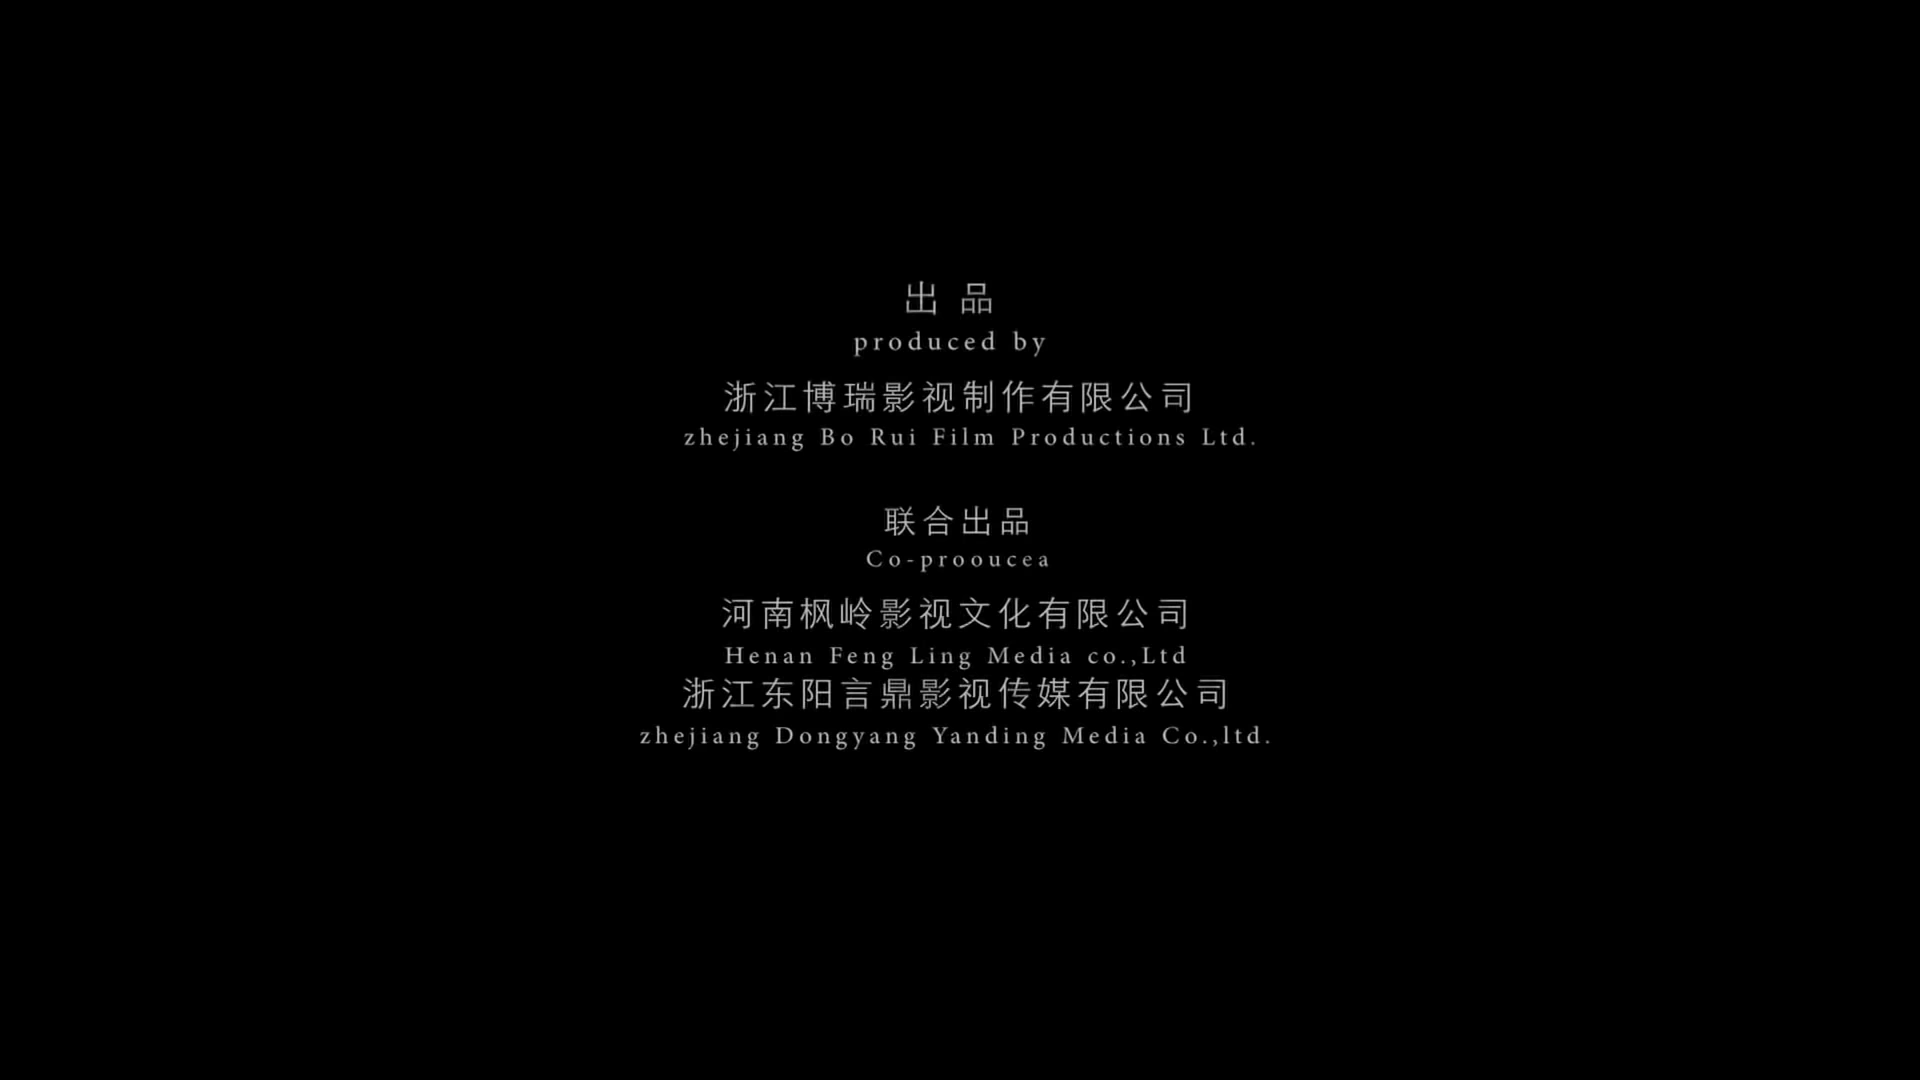 出 品
produced by
浙江博瑞影视制作有限公司
zhejiang Bo Rui Film Productions Ltd.
联合出品
Co-prooucea
河南枫岭影视文化有限公司
Henan Feng Ling Media co.,Ltd
浙江东阳言鼎影视传媒有限公司
zhejiang Dongyang Yanding Media Co.,ltd.